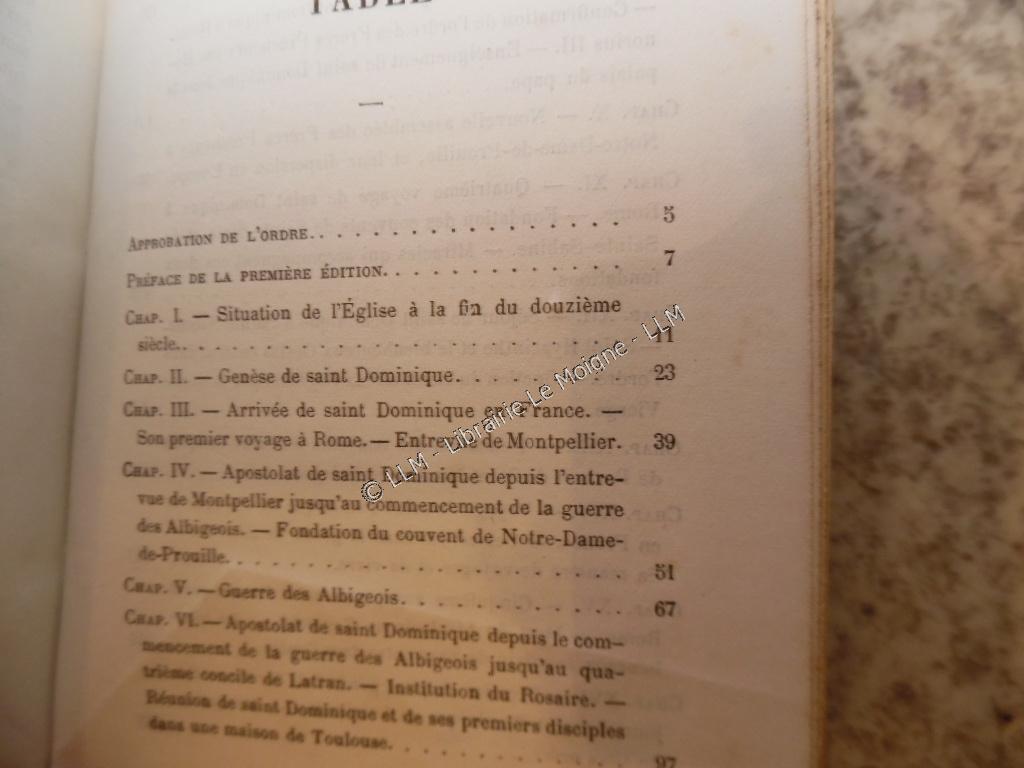 TABLE
APPROBATION DE L'ORDRE. . . . . . . . . . . . . . . . 5
PRÉFACE DE LA PREMIÈRE ÉDITION. . . . . . . . . . . . . 7
CHAP. I. — Situation de l'Église à la fin du douzième
siècle. . . . . . . . . . . . . . . . . . . . . . . 11
CHAP. II. — Genèse de saint Dominique. . . . . . . . . 23
CHAP. III. — Arrivée de saint Dominique en France. —
Son premier voyage à Rome. — Entrevue de Montpellier. 39
CHAP. IV. — Apostolat de saint Dominique depuis l'entre-
vue de Montpellier jusqu'au commencement de la guerre
des Albigeois. — Fondation du couvent de Notre-Dame-
de-Prouille. . . . . . . . . . . . . . . . . . . . . 51
CHAP. V. — Guerre des Albigeois. . . . . . . . . . . . 67
CHAP. VI. — Apostolat de saint Dominique depuis le com-
mencement de la guerre des Albigeois jusqu'au qua-
trième concile de Latran. — Institution du Rosaire. —
Réunion de saint Dominique et de ses premiers disciples
dans une maison de Toulouse. . . . . . . . . . . . . 97
© LLM - Librairie Le Moigne - LLM